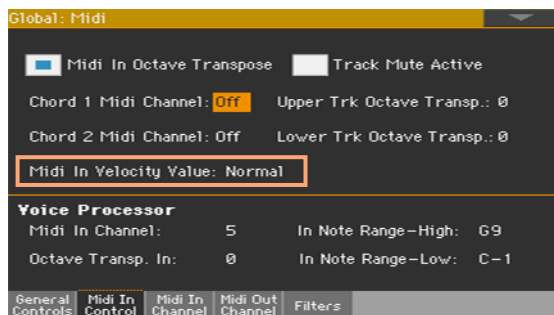 Global: Midi
Midi In Octave Transpose Track Mute Active
Chord 1 Midi Channel: Off Upper Trk Octave Transp.: 0
Chord 2 Midi Channel: Off Lower Trk Octave Transp.: 0
Midi In Velocity Value: Normal
Voice Processor
Midi In Channel: 5 In Note Range-High: G9
Octave Transp. In: 0 In Note Range-Low: C-1
General Controls Midi In Control Midi In Channel Midi Out Channel Filters